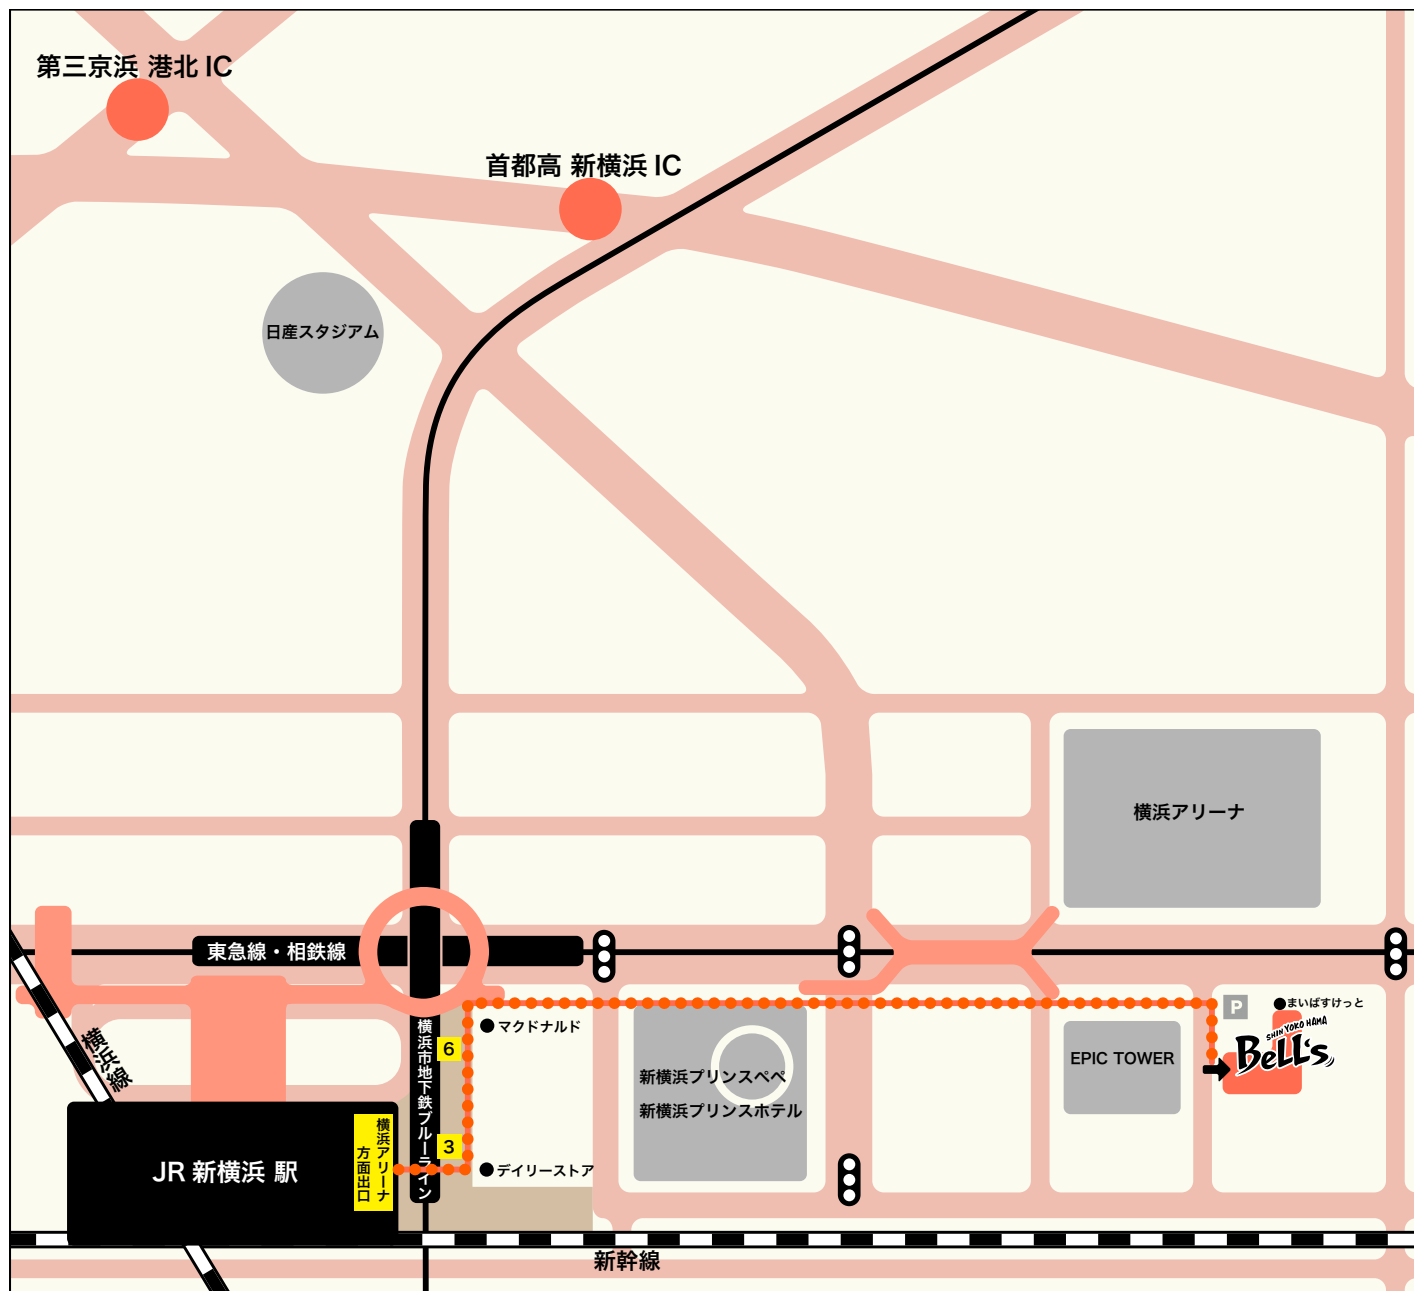 第三京浜 港北 IC
首都高 新横浜 IC
日産スタジアム
横浜アリーナ
東急線・相鉄線
横浜線
横浜市地下鉄ブルーライン
6
3
マクドナルド
デイリーストア
新横浜プリンスペペ
新横浜プリンスホテル
EPIC TOWER
P
まいばすけっと
SHIN YOKOHAMA
BeLL's
JR 新横浜 駅
横浜アリーナ
方面出口
新幹線